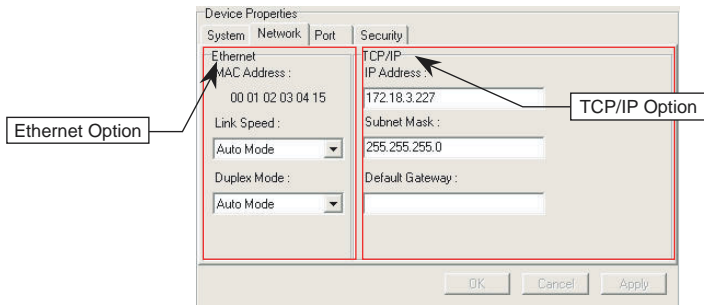 Device Properties
System Network Port Security
Ethernet
MAC Address :
00 01 02 03 04 15
Link Speed :
Auto Mode
Duplex Mode :
Auto Mode
TCP/IP
IP Address :
172.18.3.227
Subnet Mask :
255.255.255.0
Default Gateway :
Ethernet Option
TCP/IP Option
OK Cancel Apply